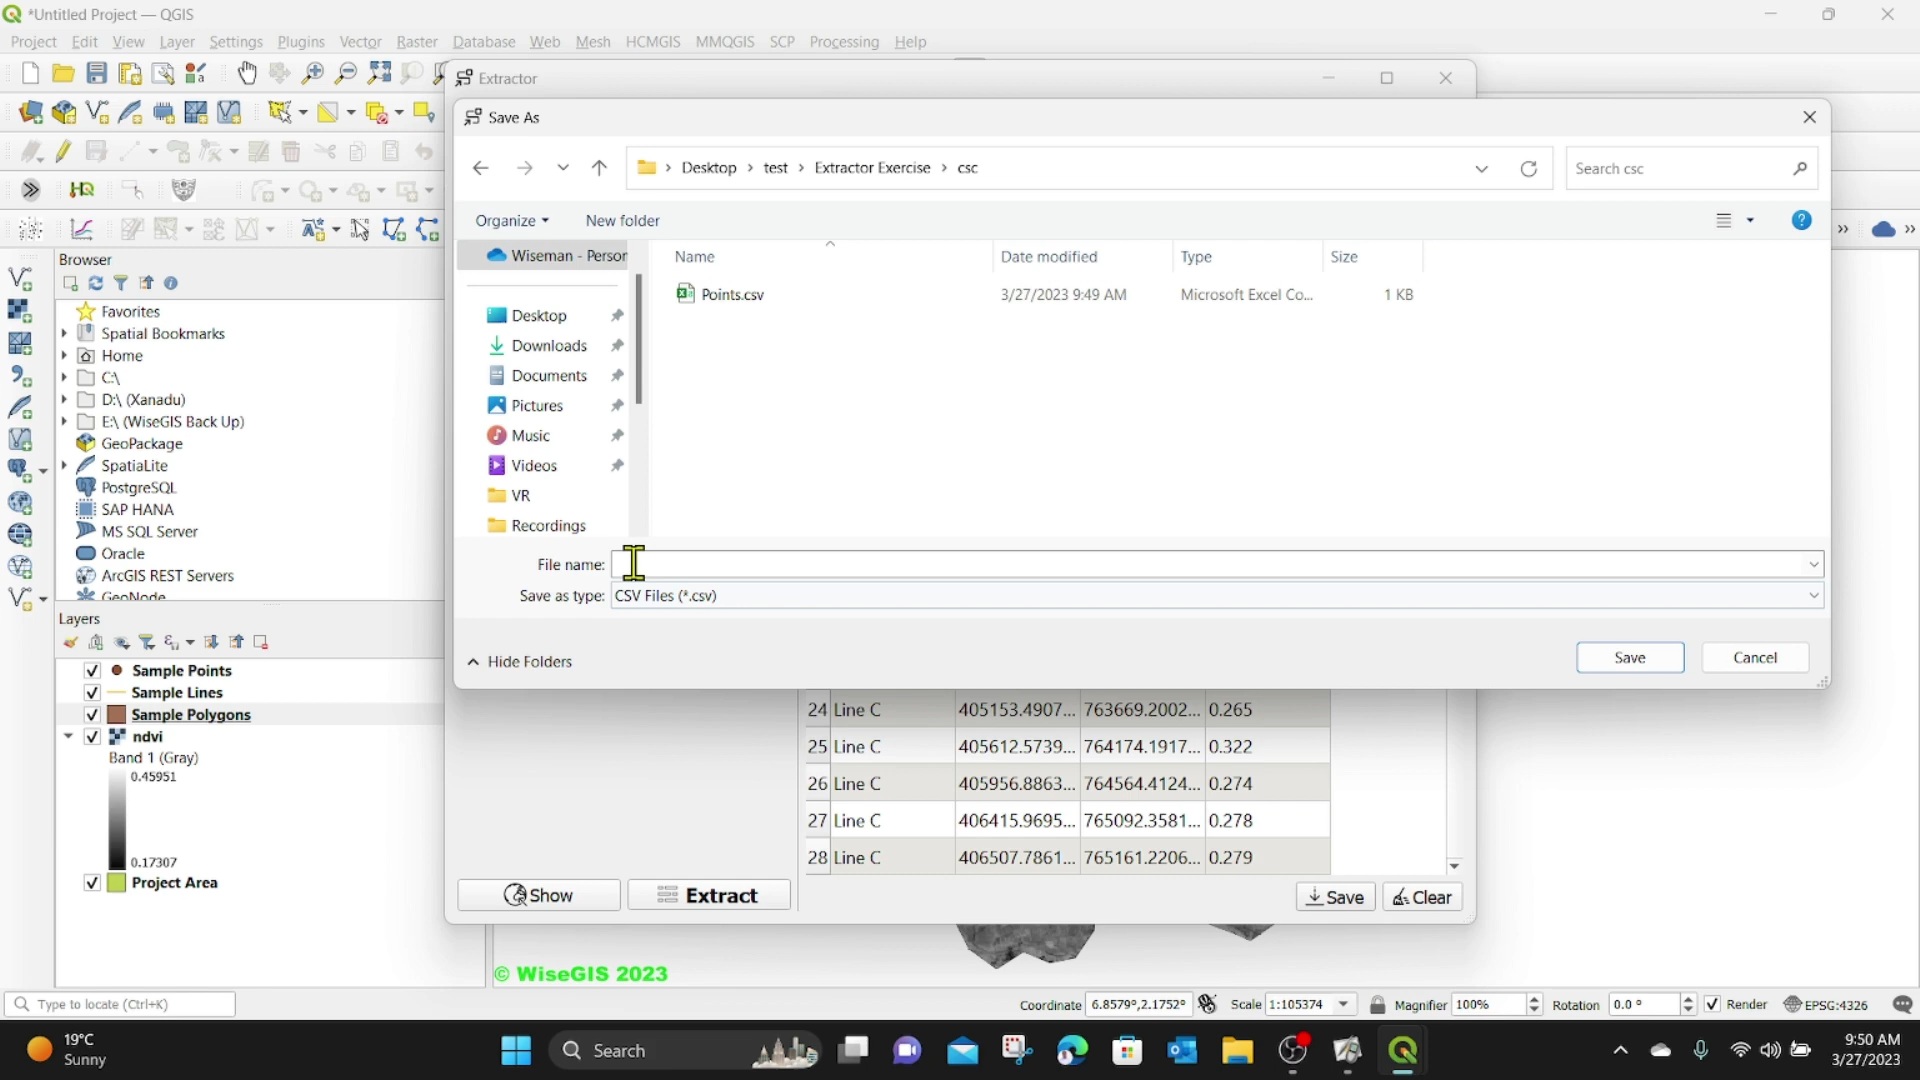 *Untitled Project — QGIS
Project Edit View Layer Settings Plugins Vector Raster Database Web Mesh HCMGIS MMQGIS SCP Processing Help
Extractor
Save As
Desktop › test › Extractor Exercise › csc
Search csc
Organize
New folder
Name Date modified Type Size
Points.csv 3/27/2023 9:49 AM Microsoft Excel Co... 1 KB
Wiseman - Person
Desktop
Downloads
Documents
Pictures
Music
Videos
VR
Recordings
File name:
Save as type: CSV Files (*.csv)
Hide Folders
Save
Cancel
Browser
Favorites
Spatial Bookmarks
Home
C:\
D:\ (Xanadu)
E:\ (WiseGIS Back Up)
GeoPackage
SpatiaLite
PostgreSQL
SAP HANA
MS SQL Server
Oracle
ArcGIS REST Servers
GeoNode
Layers
Sample Points
Sample Lines
Sample Polygons
ndvi
Band 1 (Gray)
0.45951
0.17307
Project Area
24 Line C 405153.4907... 763669.2002... 0.265
25 Line C 405612.5739... 764174.1917... 0.322
26 Line C 405956.8863... 764564.4124... 0.274
27 Line C 406415.9695... 765092.3581... 0.278
28 Line C 406507.7861... 765161.2206... 0.279
Show
Extract
Save
Clear
© WiseGIS 2023
Type to locate (Ctrl+K)
Coordinate 6.8579°,2.1752° Scale 1:105374 Magnifier 100% Rotation 0.0 ° Render EPSG:4326
19°C
Sunny
Search
9:50 AM
3/27/2023